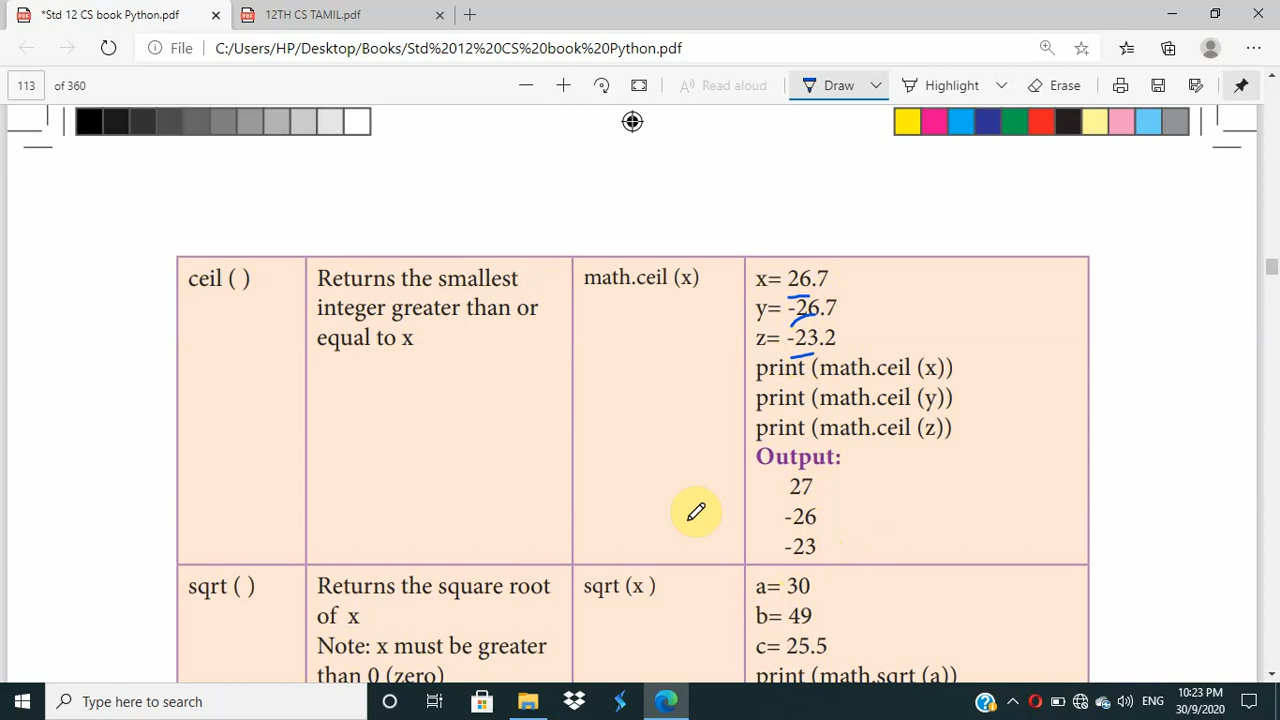 *Std 12 CS book Python.pdf
12TH CS TAMIL.pdf
File
C:/Users/HP/Desktop/Books/Std%2012%20CS%20book%20Python.pdf
113 of 360
Read aloud
Draw
Highlight
Erase
ceil ( )
Returns the smallest
integer greater than or
equal to x
math.ceil (x)
x= 26.7
y= -26.7
z= -23.2
print (math.ceil (x))
print (math.ceil (y))
print (math.ceil (z))
Output:
27
-26
-23
sqrt ( )
Returns the square root
of x
Note: x must be greater
than 0 (zero)
sqrt (x )
a= 30
b= 49
c= 25.5
print (math.sqrt (a))
Type here to search
ENG
10:23 PM
30/9/2020